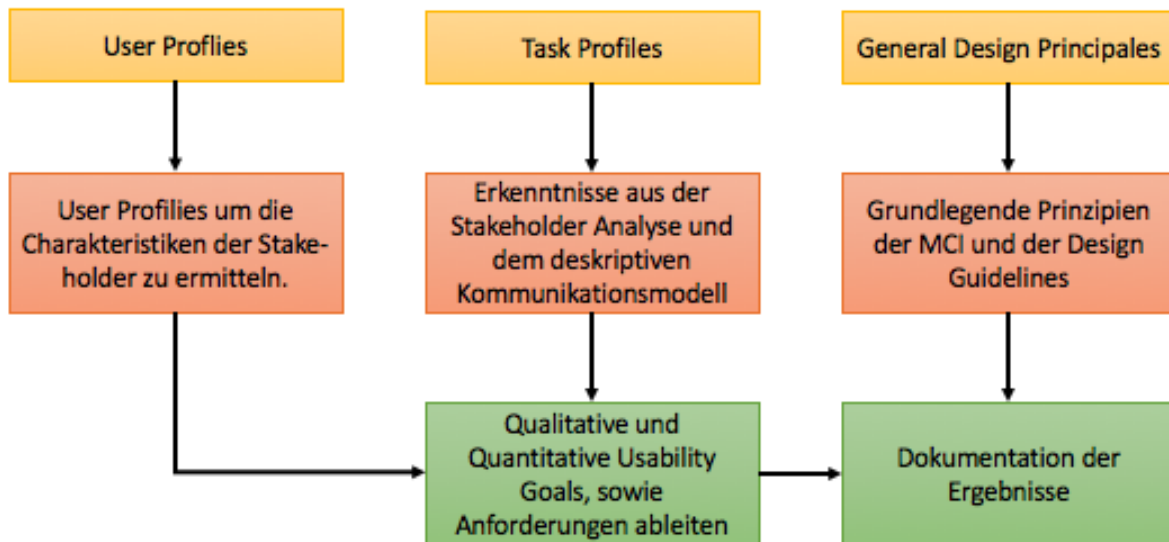 User Proflies
Task Profiles
General Design Principales
User Profilies um die
Charakteristiken der Stake-
holder zu ermitteln.
Erkenntnisse aus der
Stakeholder Analyse und
dem deskriptiven
Kommunikationsmodell
Grundlegende Prinzipien
der MCI und der Design
Guidelines
Qualitative und
Quantitative Usability
Goals, sowie
Anforderungen ableiten
Dokumentation der
Ergebnisse